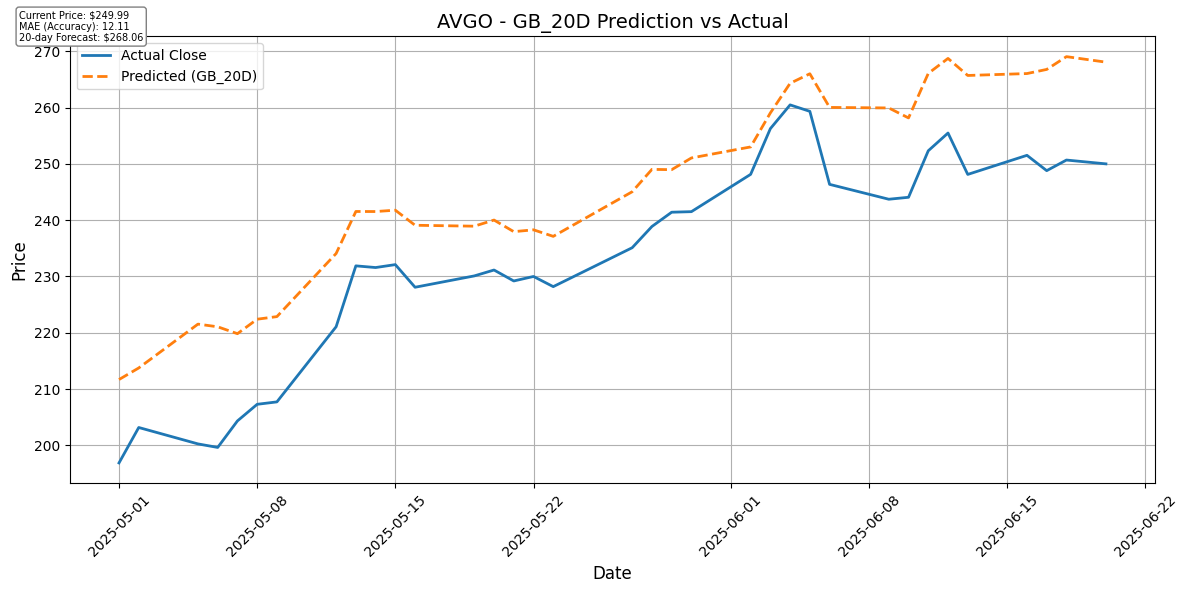 AVGO - GB_20D Prediction vs Actual
Current Price: $249.99
MAE (Accuracy): 12.11
20-day Forecast: $268.06
Actual Close
Predicted (GB_20D)
Price
270
260
250
240
230
220
210
200
2025-05-01
2025-05-08
2025-05-15
2025-05-22
2025-06-01
2025-06-08
2025-06-15
2025-06-22
Date